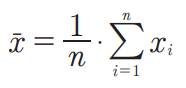 x̄ = 1/n · ∑_{i=1}^{n} x_i